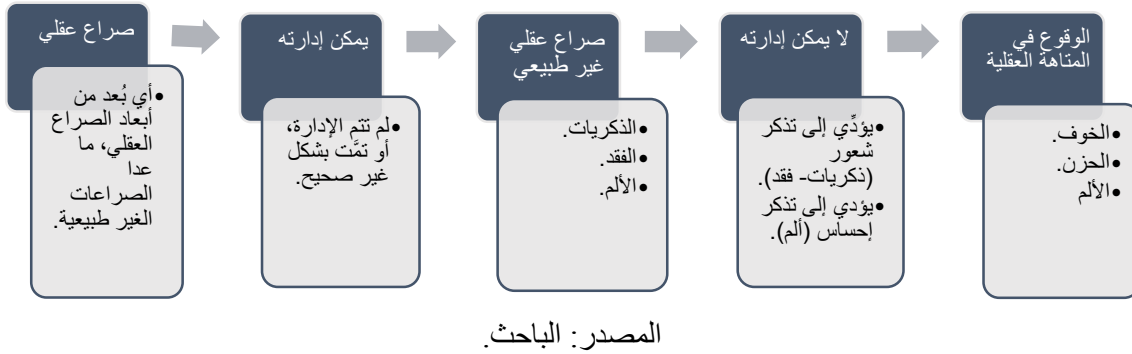 صراع عقلي
•أي بُعد من
أبعاد الصراع
العقلي، ما
عدا
الصراعات
الغير طبيعية.
يمكن إدارته
•لم تتم الإدارة،
أو تمَّت بشكل
غير صحيح.
صراع عقلي
غير طبيعي
•الذكريات.
•الفقد.
•الألم.
لا يمكن إدارته
•يؤدِّي إلى تذكر
شعور
(ذكريات- فقد).
•يؤدي إلى تذكر
إحساس (ألم).
الوقوع في
المتاهة العقلية
•الخوف.
•الحزن.
•الألم
المصدر: الباحث.